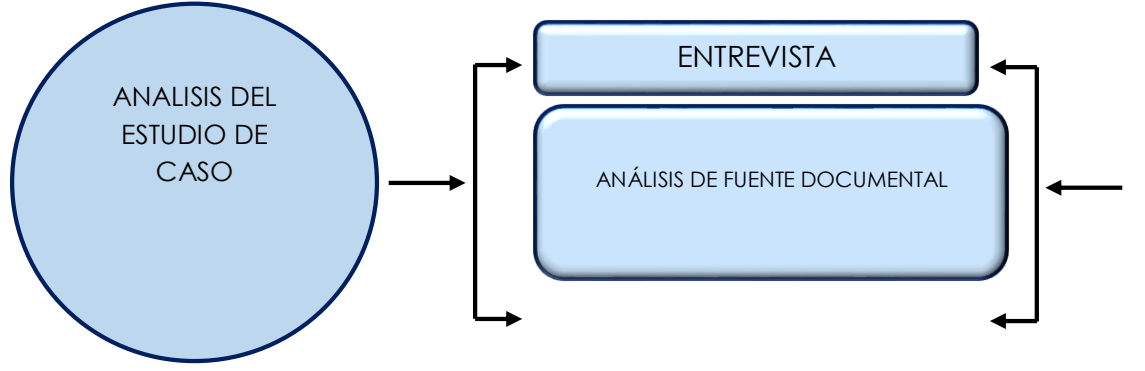 ANALISIS DEL
ESTUDIO DE
CASO
ENTREVISTA
ANÁLISIS DE FUENTE DOCUMENTAL